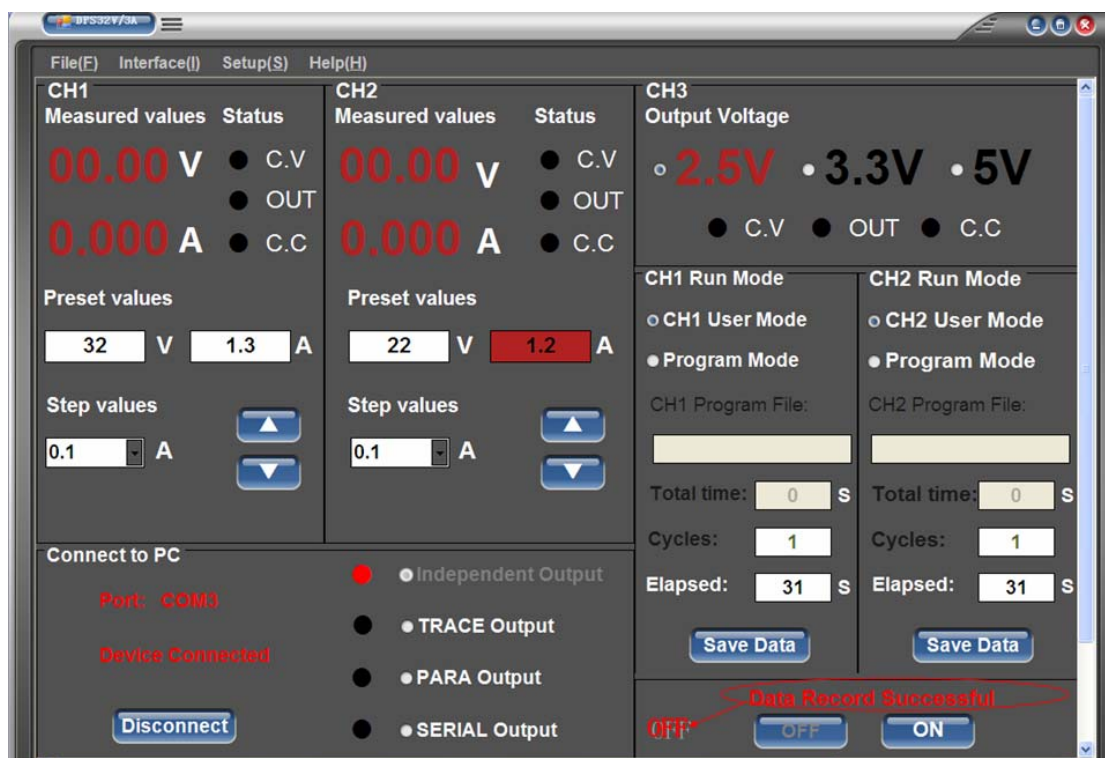 DPS32V/3A
File(F) Interface(I) Setup(S) Help(H)
CH1
Measured values Status
00.00 V
C.V
OUT
0.000 A
C.C
Preset values
32 V 1.3 A
Step values
0.1 A
CH2
Measured values Status
00.00 V
C.V
OUT
0.000 A
C.C
Preset values
22 V 1.2 A
Step values
0.1 A
CH3
Output Voltage
2.5V 3.3V 5V
C.V OUT C.C
CH1 Run Mode
CH1 User Mode
Program Mode
CH1 Program File:
Total time: 0 S
Cycles: 1
Elapsed: 31 S
Save Data
CH2 Run Mode
CH2 User Mode
Program Mode
CH2 Program File:
Total time: 0 S
Cycles: 1
Elapsed: 31 S
Save Data
Connect to PC
Port: COM3
Device Connected
Disconnect
Independent Output
TRACE Output
PARA Output
SERIAL Output
Data Record Successful
OFF OFF ON